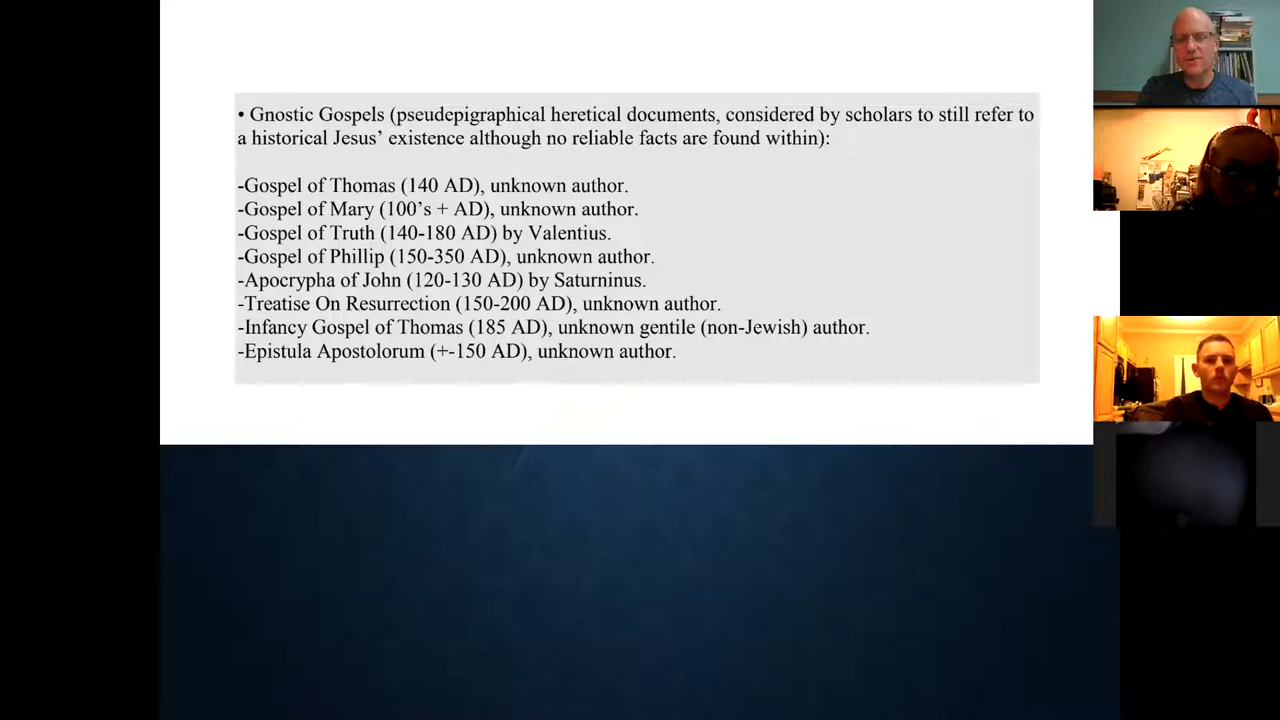 • Gnostic Gospels (pseudepigraphical heretical documents, considered by scholars to still refer to
a historical Jesus’ existence although no reliable facts are found within):
-Gospel of Thomas (140 AD), unknown author.
-Gospel of Mary (100’s + AD), unknown author.
-Gospel of Truth (140-180 AD) by Valentius.
-Gospel of Phillip (150-350 AD), unknown author.
-Apocrypha of John (120-130 AD) by Saturninus.
-Treatise On Resurrection (150-200 AD), unknown author.
-Infancy Gospel of Thomas (185 AD), unknown gentile (non-Jewish) author.
-Epistula Apostolorum (+-150 AD), unknown author.